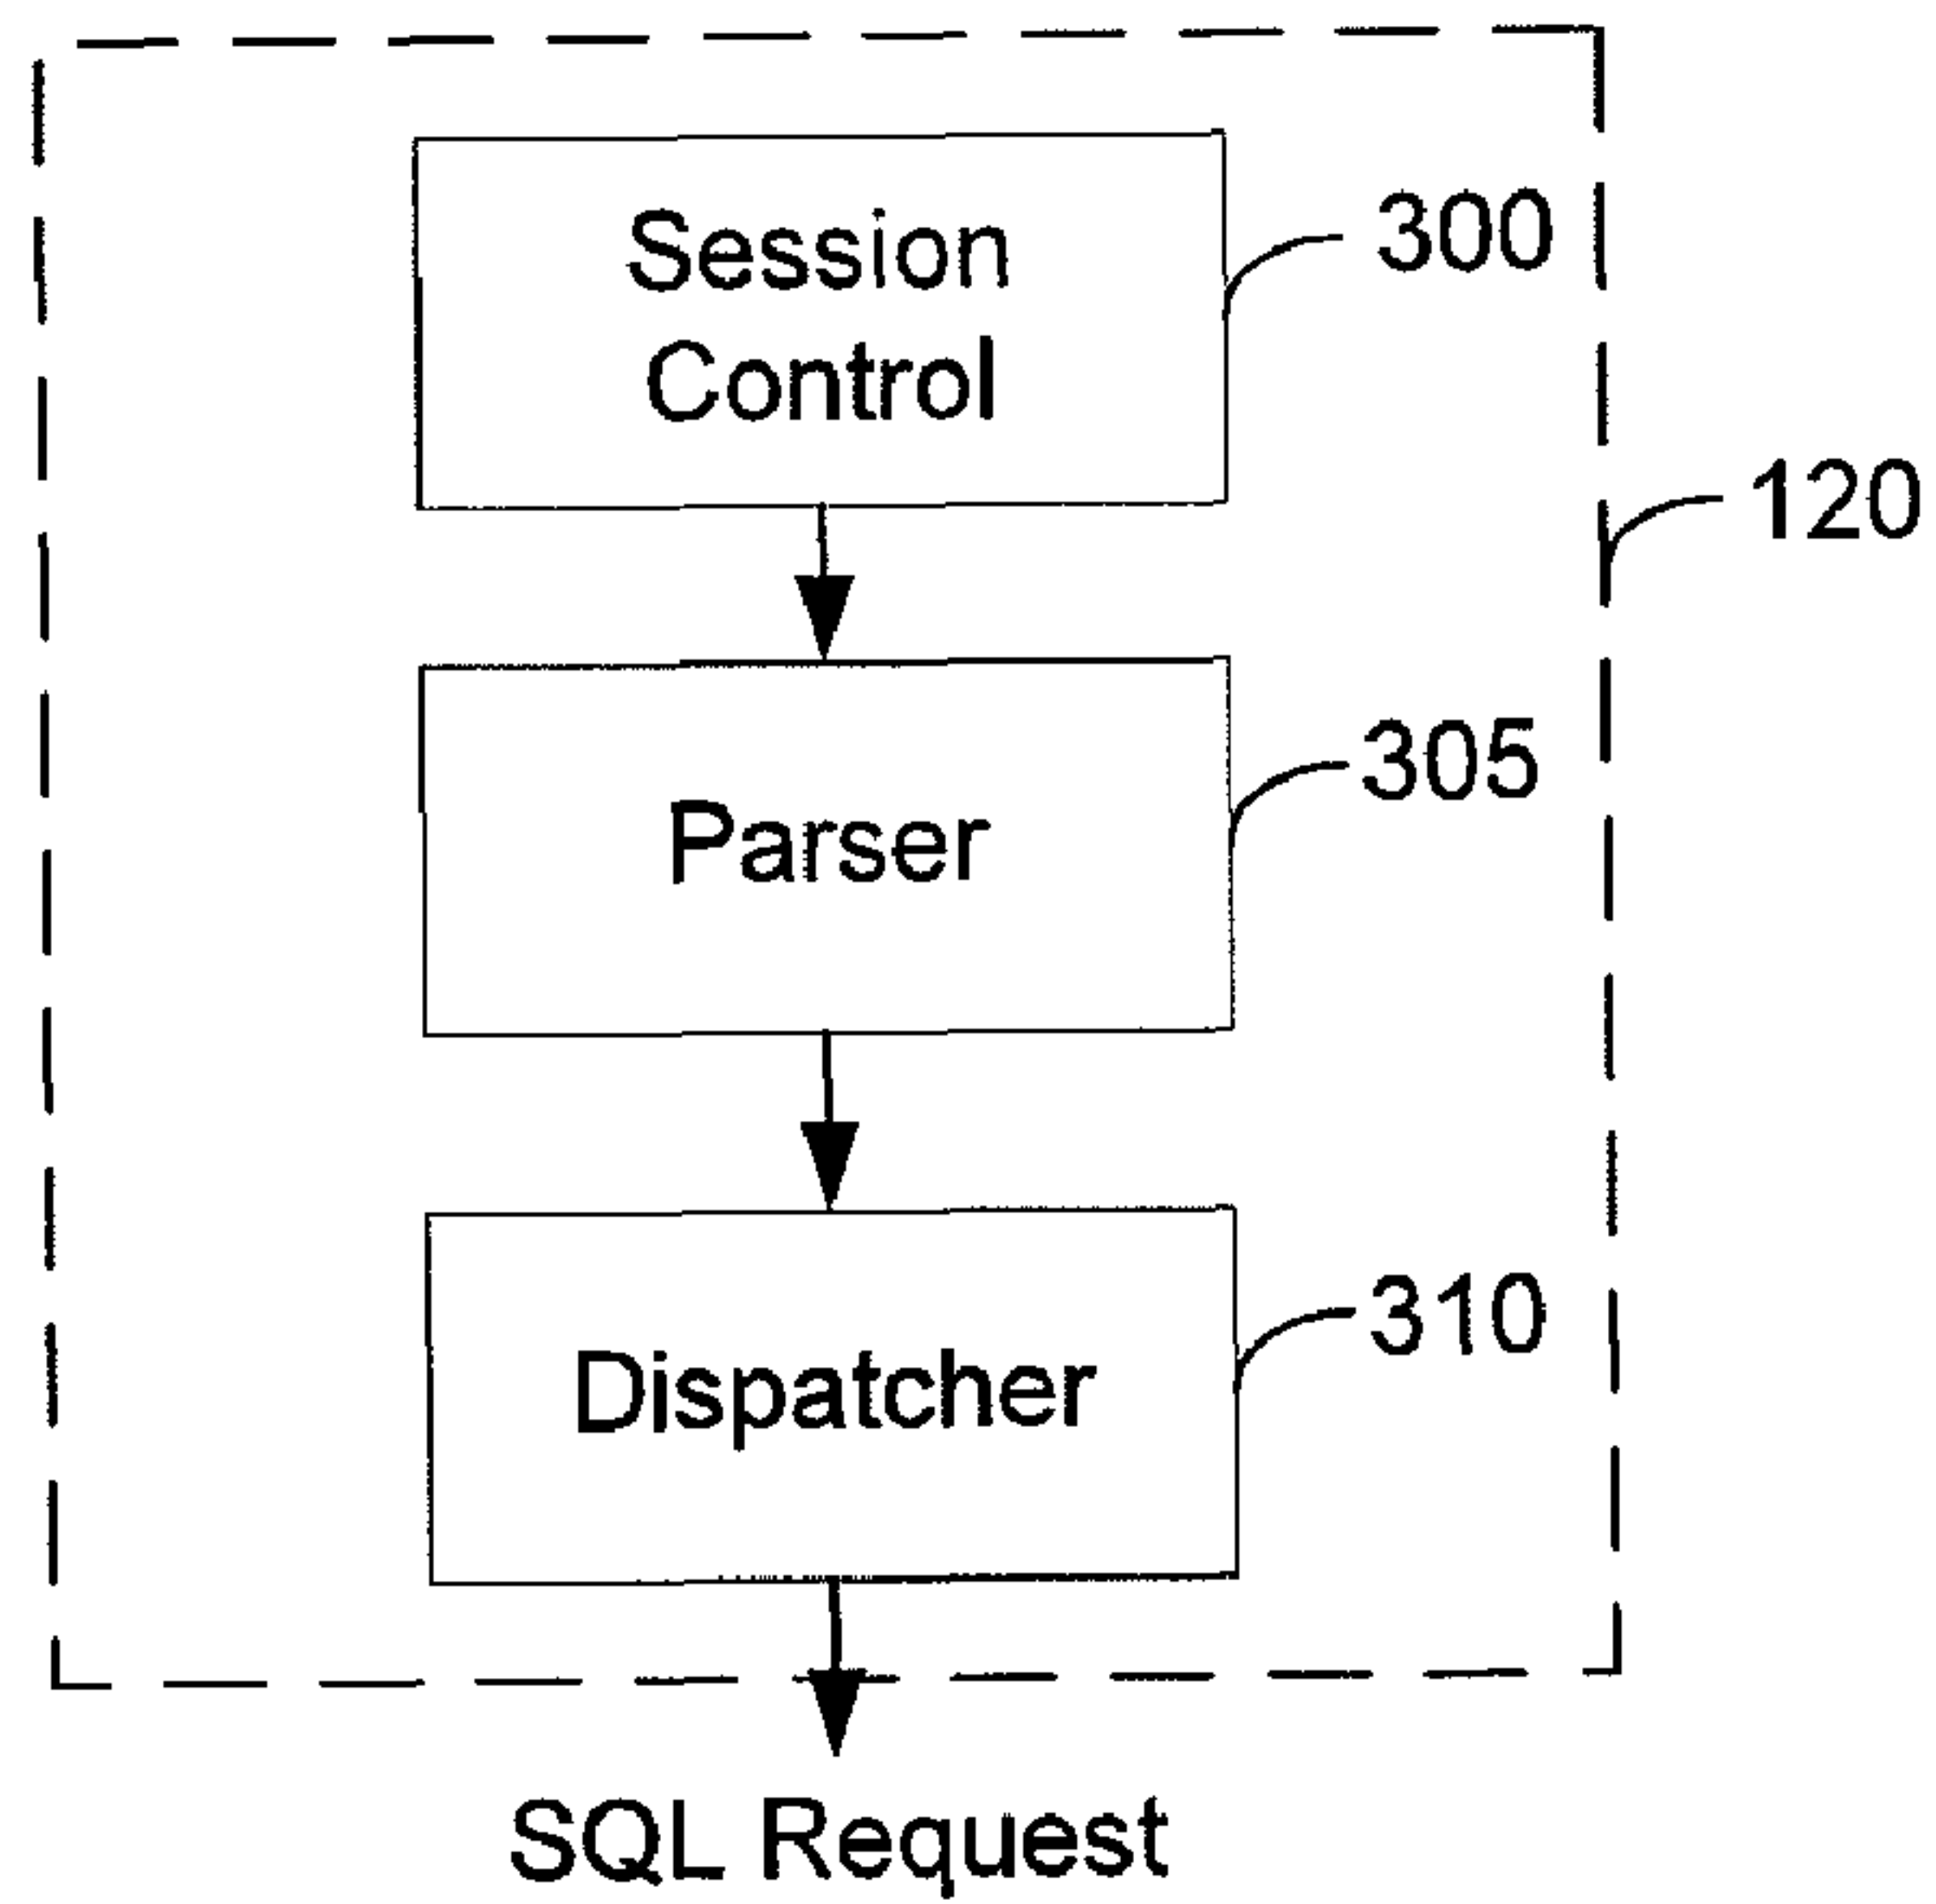 Session
Control
300
120
Parser
305
Dispatcher
310
SQL Request